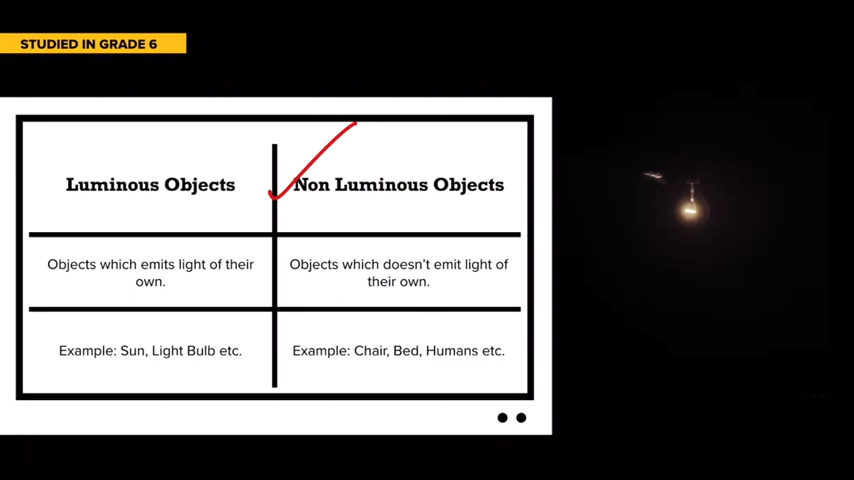 STUDIED IN GRADE 6
Luminous Objects
Non Luminous Objects
Objects which emits light of their
own.
Objects which doesn't emit light of
their own.
Example: Sun, Light Bulb etc.
Example: Chair, Bed, Humans etc.